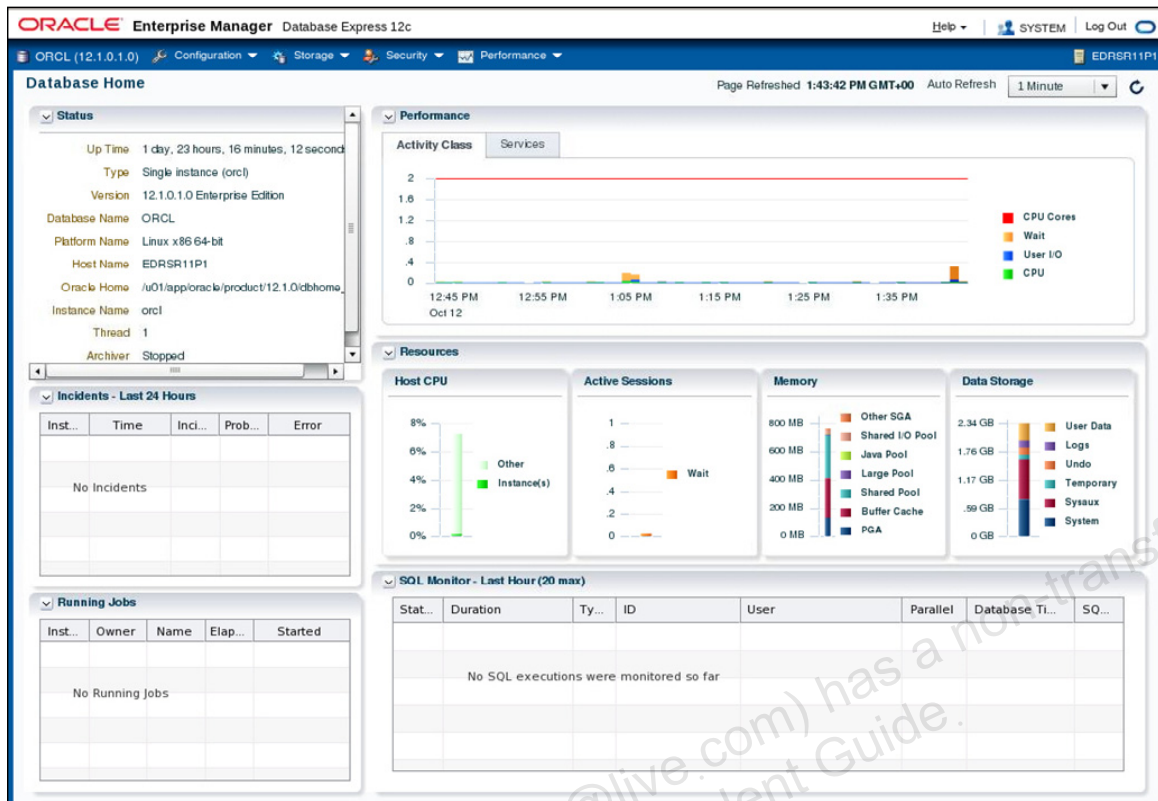 ORACLE Enterprise Manager Database Express 12c
Help SYSTEM Log Out
ORCL (12.1.0.1.0) Configuration Storage Security Performance EDRSR11P1
Database Home
Page Refreshed 1:43:42 PM GMT+00 Auto Refresh 1 Minute
Status
Up Time 1 day, 23 hours, 16 minutes, 12 second
Type Single instance (orcl)
Version 12.1.0.1.0 Enterprise Edition
Database Name ORCL
Platform Name Linux x86 64-bit
Host Name EDRSR11P1
Oracle Home /u01/app/oracle/product/12.1.0/dbhome_
Instance Name orcl
Thread 1
Archiver Stopped
Performance
Activity Class Services
2
1.6
1.2
.8
.4
0
12:45 PM 12:55 PM 1:05 PM 1:15 PM 1:25 PM 1:35 PM
Oct 12
CPU Cores
Wait
User I/O
CPU
Incidents - Last 24 Hours
Inst... Time Inci... Prob... Error
No Incidents
Resources
Host CPU
8%
6%
4%
2%
0%
Other
Instance(s)
Active Sessions
1
.8
.6
.4
.2
0
Wait
Memory
800 MB
600 MB
400 MB
200 MB
0 MB
Other SGA
Shared I/O Pool
Java Pool
Large Pool
Shared Pool
Buffer Cache
PGA
Data Storage
2.34 GB
1.76 GB
1.17 GB
.59 GB
0 GB
User Data
Logs
Undo
Temporary
Sysaux
System
Running Jobs
Inst... Owner Name Elap... Started
No Running Jobs
SQL Monitor - Last Hour (20 max)
Stat... Duration Ty... ID User Parallel Database Ti... SQ...
No SQL executions were monitored so far
@live.com) has a non-transf
dent Guide.